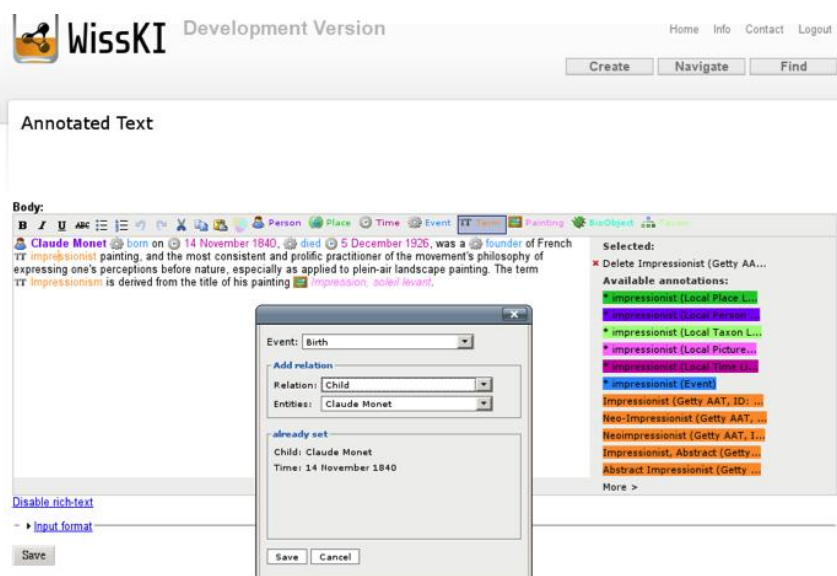 WissKI Development Version
Home Info Contact Logout
Create Navigate Find
Annotated Text
Body:
B I U ABC Person Place Time Event TT Term Painting BioObject Taxon
Claude Monet born on 14 November 1840, died 5 December 1926, was a founder of French
TT impressionist painting, and the most consistent and prolific practitioner of the movement's philosophy of
expressing one's perceptions before nature, especially as applied to plein-air landscape painting. The term
TT Impressionism is derived from the title of his painting Impression, soleil levant.
Selected:
Delete Impressionist (Getty AA...
Available annotations:
* impressionist (Local Place L...
* impressionist (Local Person ...
* impressionist (Local Taxon L...
* impressionist (Local Picture...
* impressionist (Local Time Li...
* impressionist (Event)
Impressionist (Getty AAT, ID: ...
Neo-Impressionist (Getty AAT, ...
Neoimpressionist (Getty AAT, I...
Impressionist, Abstract (Getty...
Abstract Impressionist (Getty ...
More >
Event: Birth
Add relation
Relation: Child
Entities: Claude Monet
already set
Child: Claude Monet
Time: 14 November 1840
Save Cancel
Disable rich-text
Input format
Save